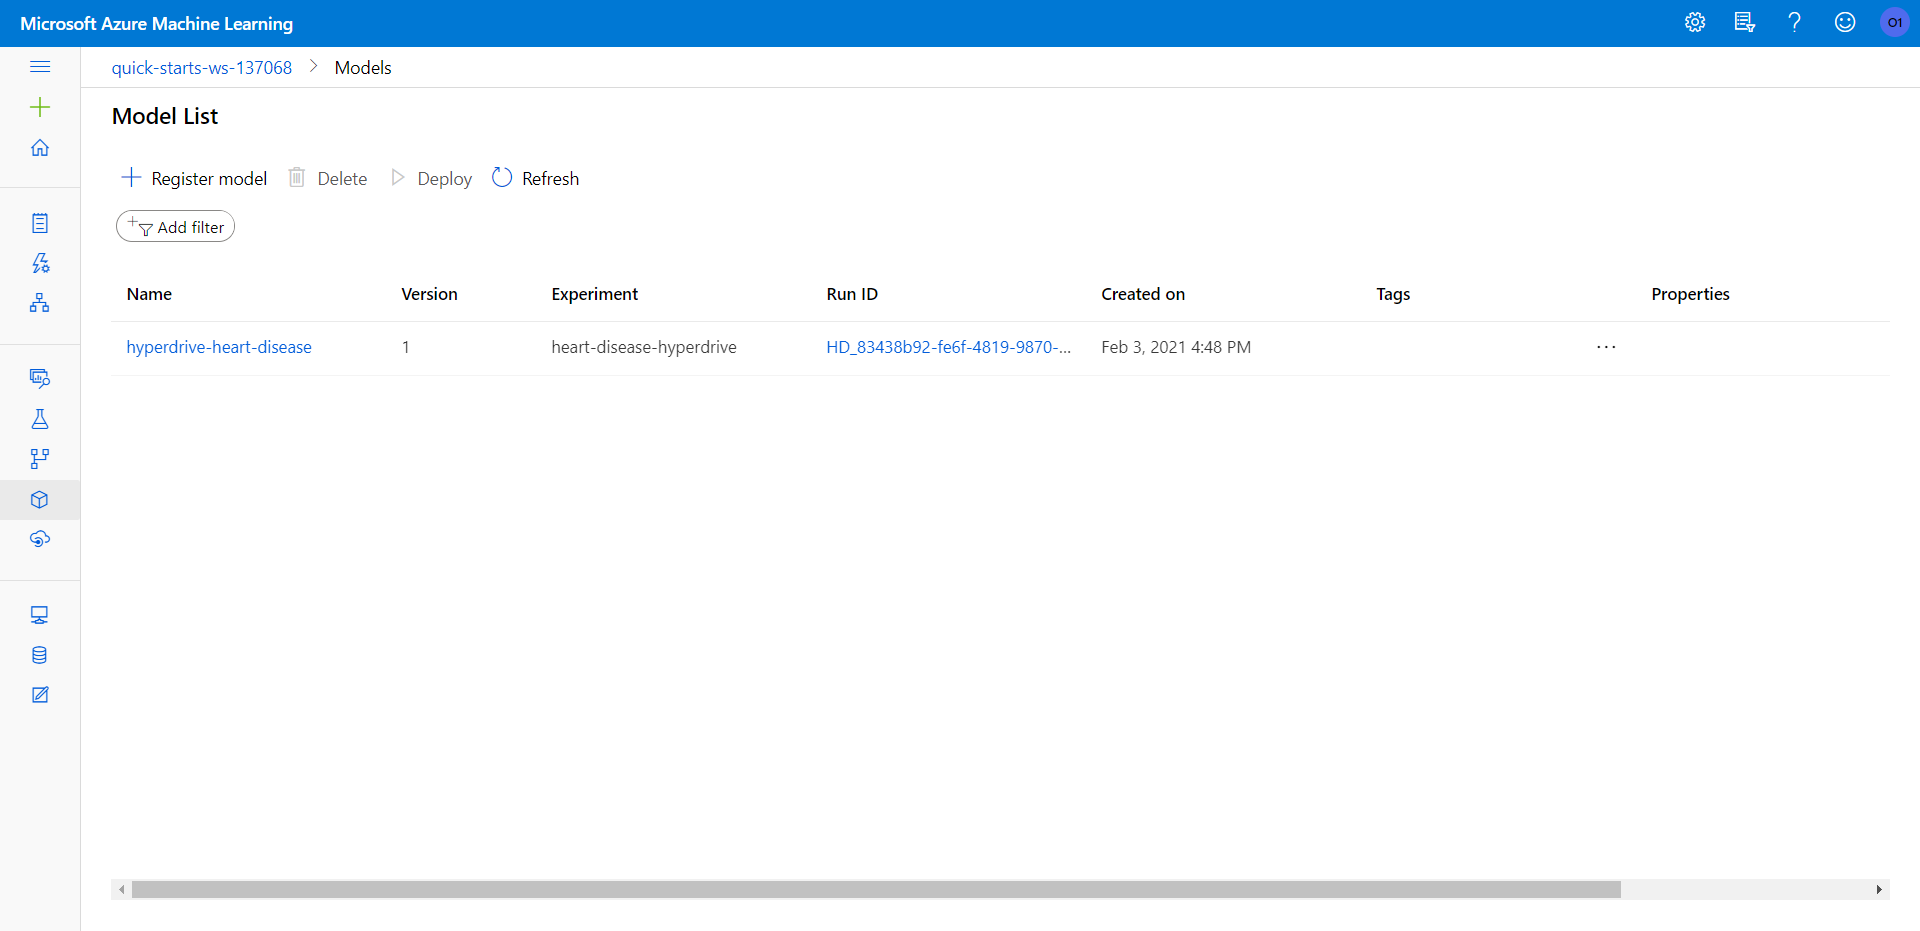 Microsoft Azure Machine Learning
O1
quick-starts-ws-137068 > Models
Model List
Register model Delete Deploy Refresh
Add filter
Name Version Experiment Run ID Created on Tags Properties
hyperdrive-heart-disease 1 heart-disease-hyperdrive HD_83438b92-fe6f-4819-9870-... Feb 3, 2021 4:48 PM ...